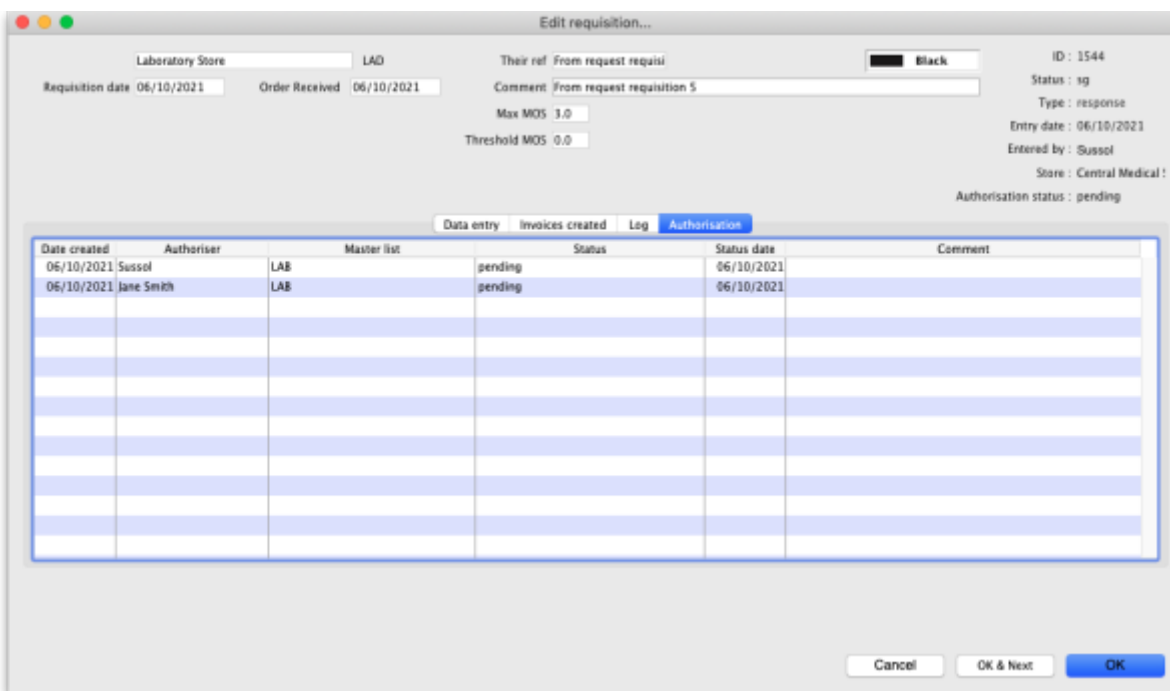 Edit requisition...
Laboratory Store LAD Their ref From request requisi Black ID : 1544
Requisition date 06/10/2021 Order Received 06/10/2021 Comment From request requisition 5 Status : sg
Max MOS 3.0 Type : response
Threshold MOS 0.0 Entry date : 06/10/2021
Entered by : Sussol
Store : Central Medical
Authorisation status : pending
Data entry Invoices created Log Authorisation
Date created Authoriser Master list Status Status date Comment
06/10/2021 Sussol LAB pending 06/10/2021
06/10/2021 Jane Smith LAB pending 06/10/2021
Cancel OK & Next OK